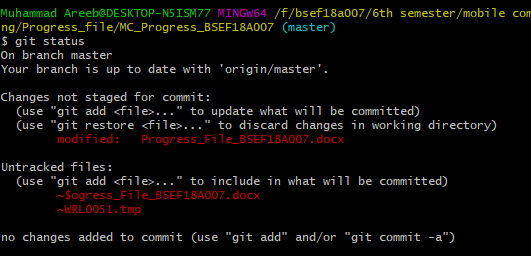 Muhammad Areeb@DESKTOP-N5ISM77 MINGW64 /f/bsef18a007/6th semester/mobile com
ng/Progress_file/MC_Progress_BSEF18A007 (master)
$ git status
On branch master
Your branch is up to date with 'origin/master'.

Changes not staged for commit:
  (use "git add <file>..." to update what will be committed)
  (use "git restore <file>..." to discard changes in working directory)
        modified:   Progress_File_BSEF18A007.docx

Untracked files:
  (use "git add <file>..." to include in what will be committed)
        ~$ogress_File_BSEF18A007.docx
        ~WRL0051.tmp

no changes added to commit (use "git add" and/or "git commit -a")